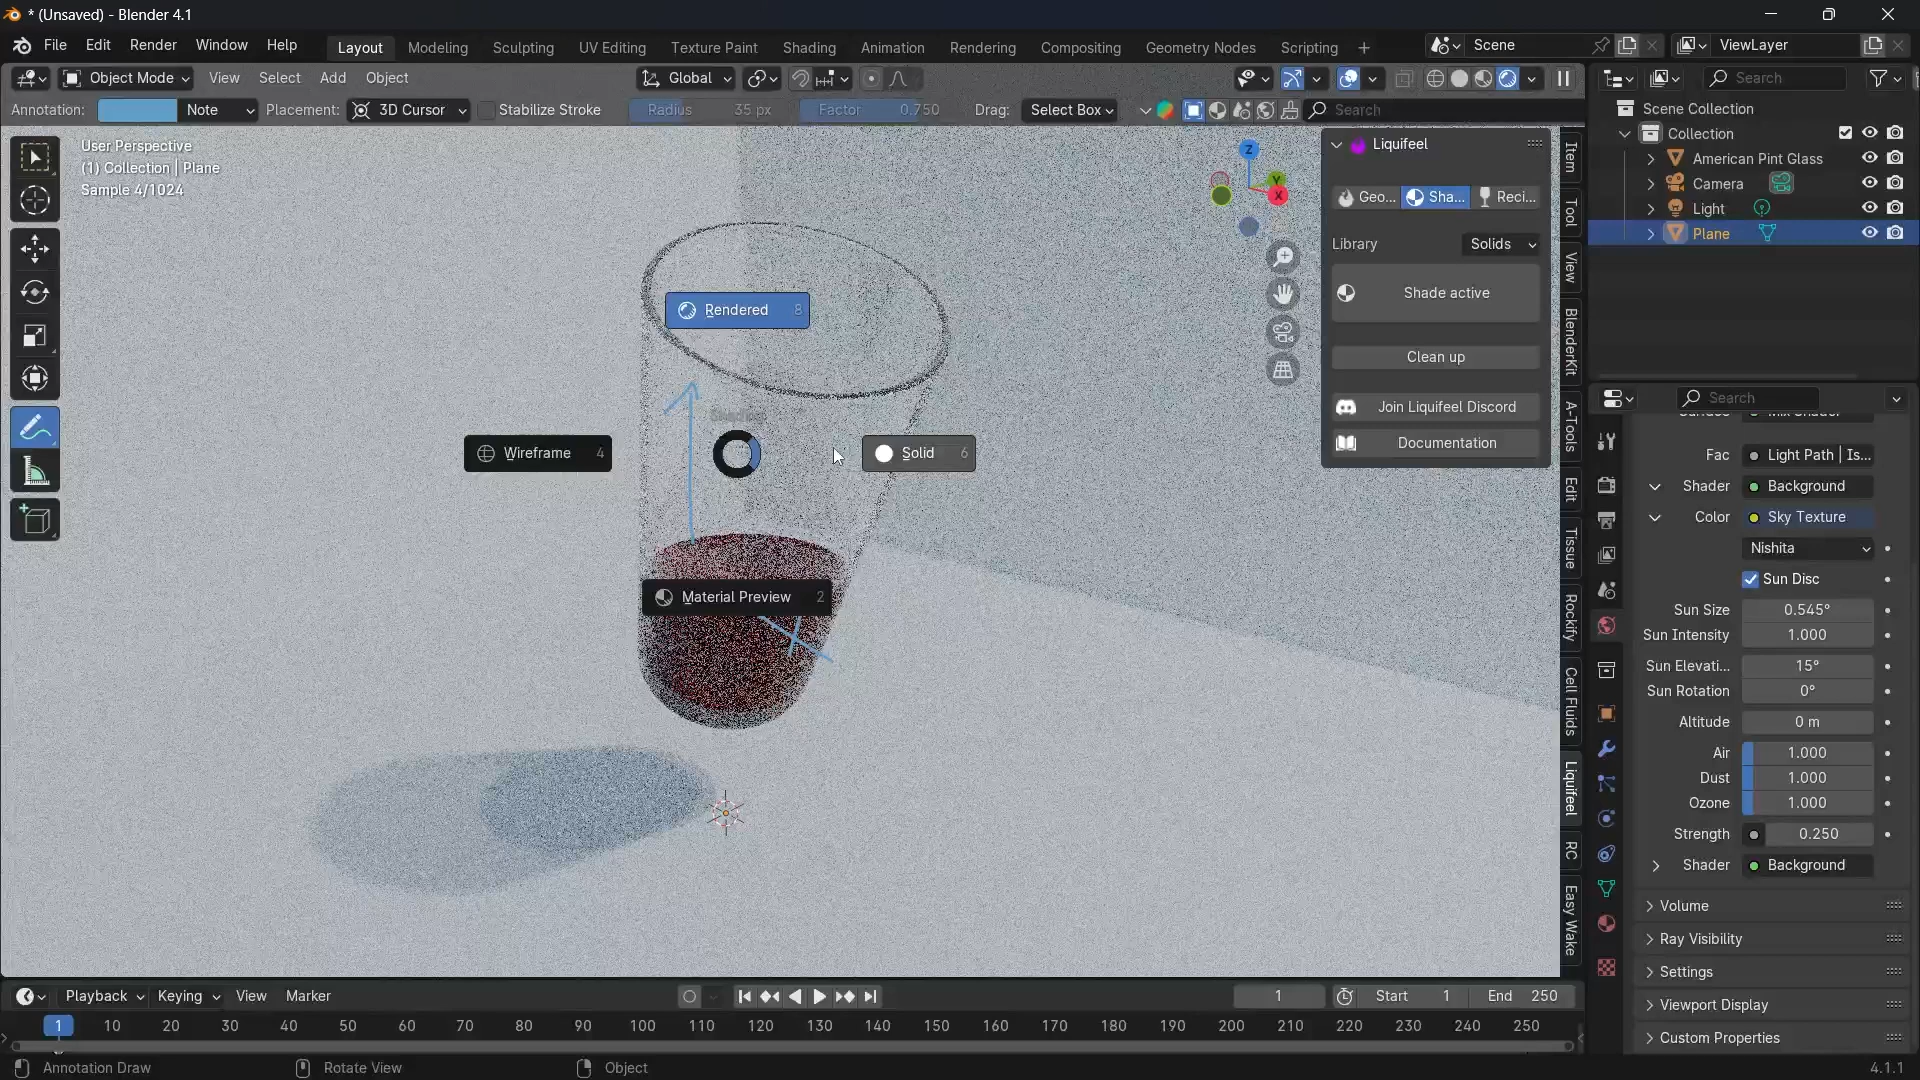 * (Unsaved) - Blender 4.1
File Edit Render Window Help
Layout Modeling Sculpting UV Editing Texture Paint Shading Animation Rendering Compositing Geometry Nodes Scripting +
Scene
ViewLayer
Object Mode View Select Add Object
Global
Search
Annotation: Note Placement: 3D Cursor Stabilize Stroke Radius 35 px Factor 0.750 Drag: Select Box Search
User Perspective
(1) Collection | Plane
Sample 4/1024
Z
Y
X
Rendered 8
Wireframe 4
Solid 6
Material Preview 2
Liquifeel
Geo... Sha... Reci...
Library Solids
Shade active
Clean up
Join Liquifeel Discord
Documentation
Item
Tool
View
BlenderKit
A-Tools
Edit
Tissue
Rockify
Cell Fluids
Liquifeel
RC
Easy Wake
Scene Collection
Collection
American Pint Glass
Camera
Light
Plane
Search
Fac Light Path | Is...
Shader Background
Color Sky Texture
Nishita
Sun Disc
Sun Size 0.545°
Sun Intensity 1.000
Sun Elevati... 15°
Sun Rotation 0°
Altitude 0 m
Air 1.000
Dust 1.000
Ozone 1.000
Strength 0.250
Shader Background
Volume
Ray Visibility
Settings
Viewport Display
Custom Properties
Playback Keying View Marker
1 Start 1 End 250
1 10 20 30 40 50 60 70 80 90 100 110 120 130 140 150 160 170 180 190 200 210 220 230 240 250
Annotation Draw Rotate View Object 4.1.1